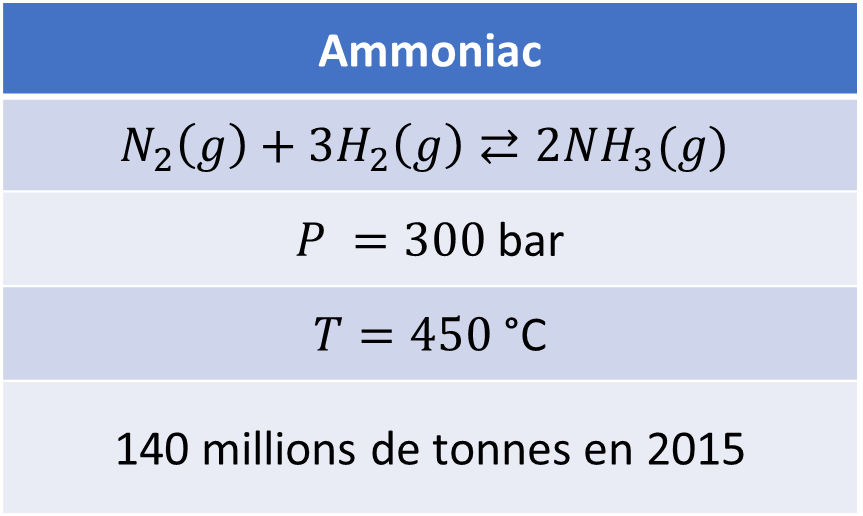 Ammoniac
N₂(g) + 3H₂(g) ⇄ 2NH₃(g)
P = 300 bar
T = 450 °C
140 millions de tonnes en 2015